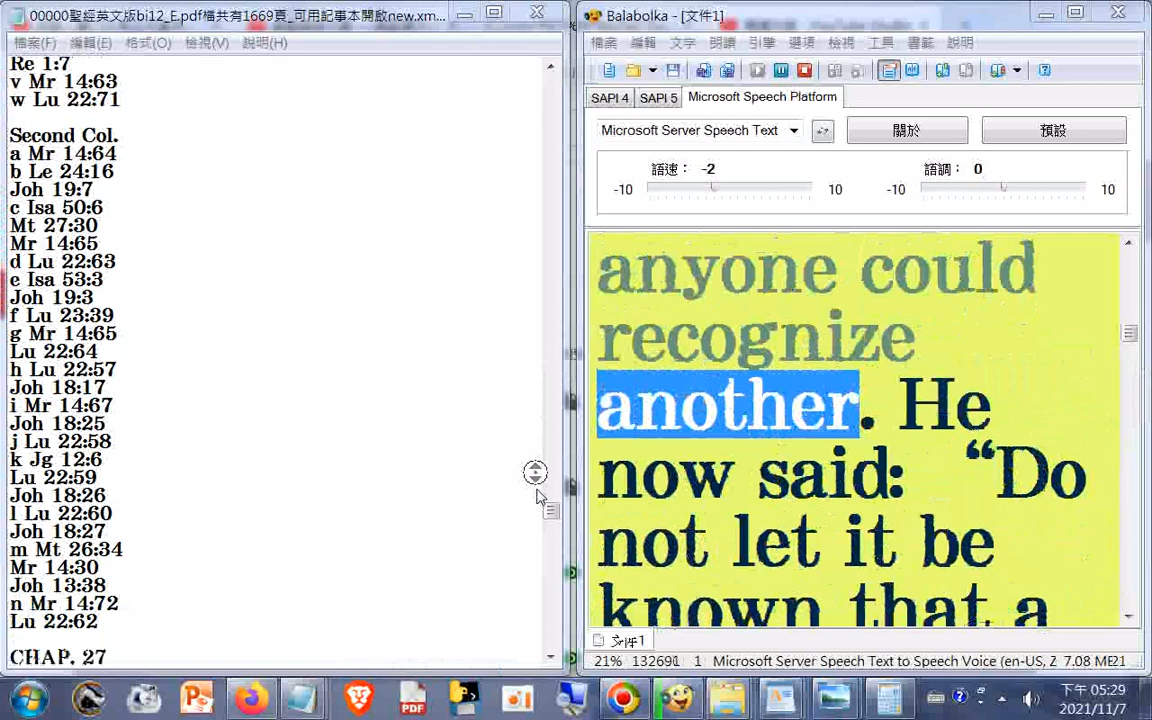 00000聖經英文版bi12_E.pdf檔共有1669頁_可用記事本開啟new.xm...
檔案(F) 編輯(E) 格式(O) 檢視(V) 說明(H)
Re 1:7
v Mr 14:63
w Lu 22:71
Second Col.
a Mr 14:64
b Le 24:16
Joh 19:7
c Isa 50:6
Mt 27:30
Mr 14:65
d Lu 22:63
e Isa 53:3
Joh 19:3
f Lu 23:39
g Mr 14:65
Lu 22:64
h Lu 22:57
Joh 18:17
i Mr 14:67
Joh 18:25
j Lu 22:58
k Jg 12:6
Lu 22:59
Joh 18:26
l Lu 22:60
Joh 18:27
m Mt 26:34
Mr 14:30
Joh 13:38
n Mr 14:72
Lu 22:62
CHAP. 27
Balabolka - [文件1]
檔案 編輯 文字 朗讀 引擎 選項 檢視 工具 書籤 說明
SAPI 4 SAPI 5 Microsoft Speech Platform
Microsoft Server Speech Text 關於 預設
語速： -2 語調： 0
-10 10 -10 10
anyone could
recognize
another. He
now said: “Do
not let it be
known that a
文件1
21% 132691 1 Microsoft Server Speech Text to Speech Voice (en-US, Z 7.08 ME21
PDF
下午 05:29
2021/11/7